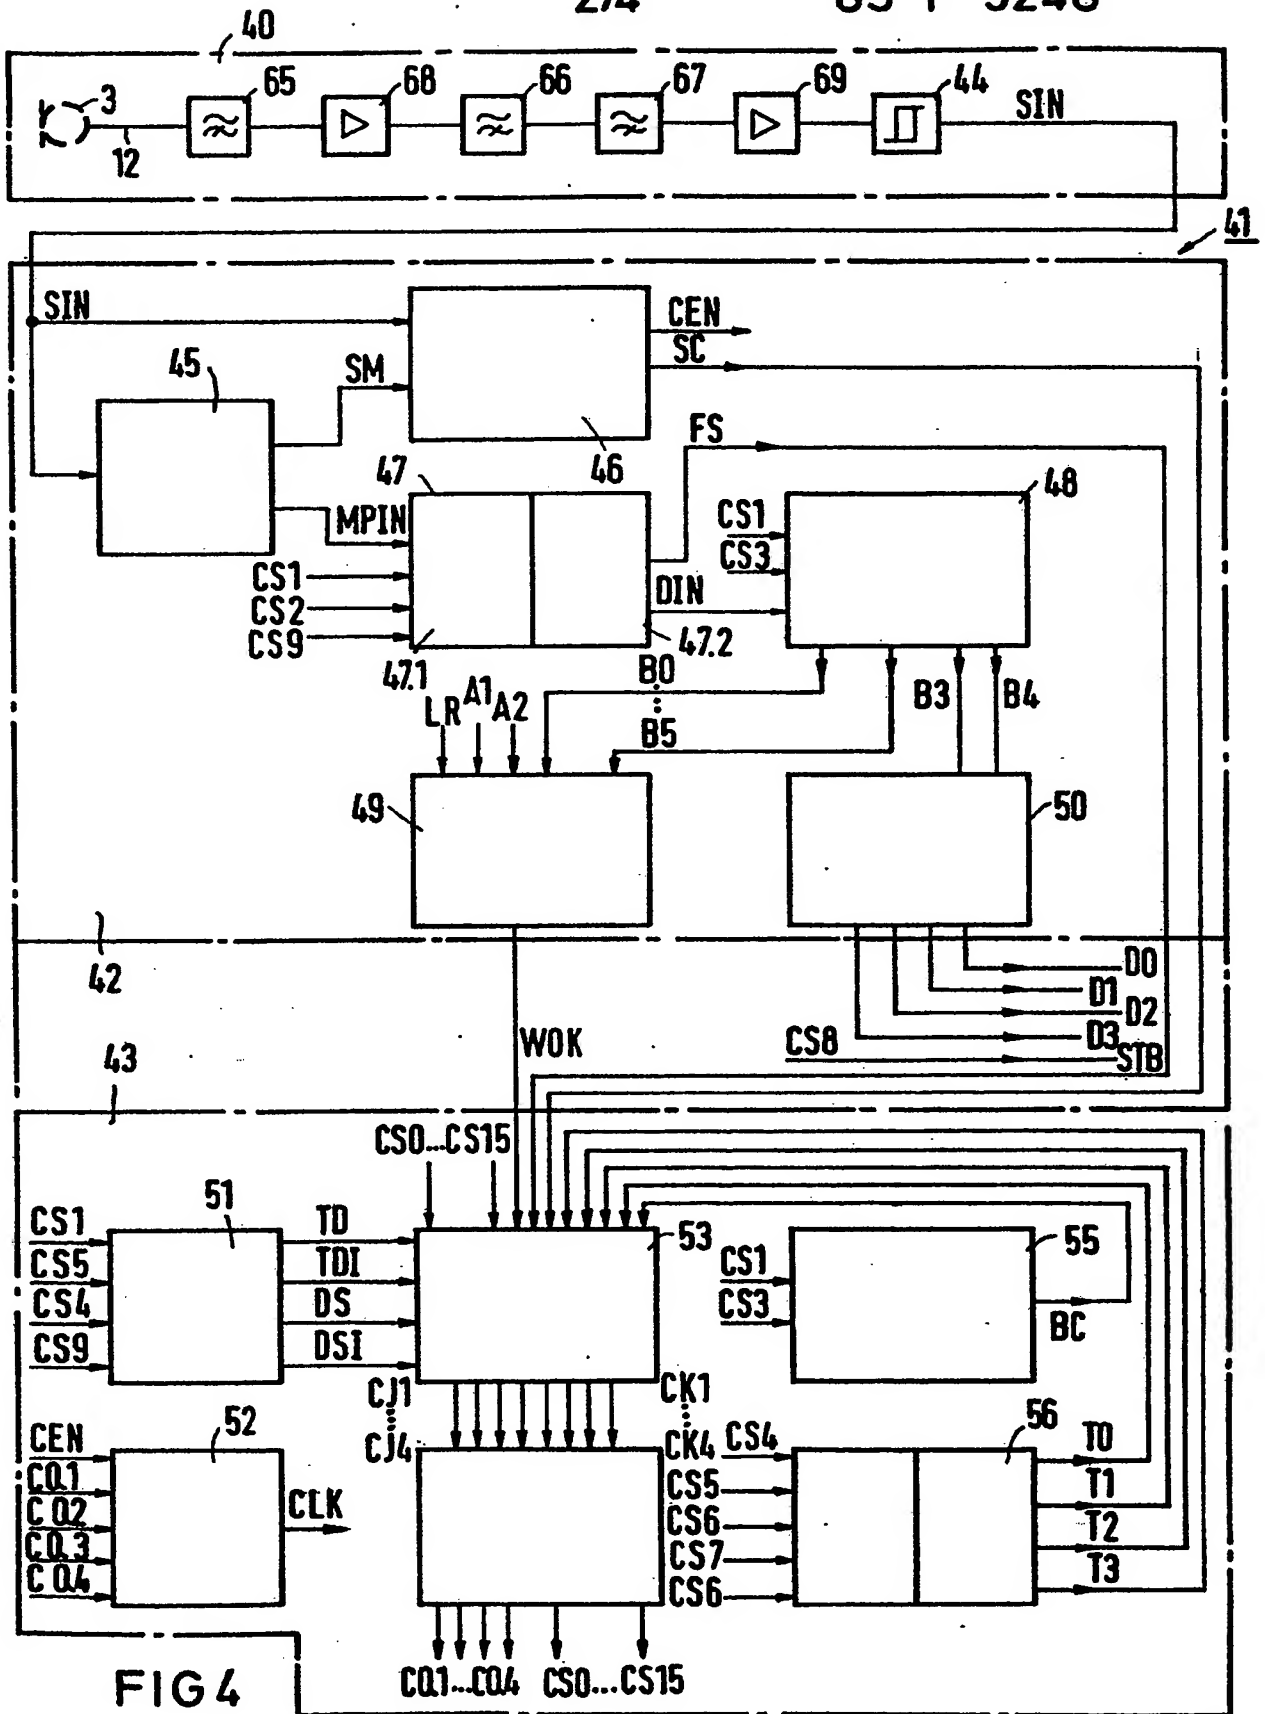 40
3
65
68
66
67
69
44
SIN
12
41
SIN
CEN
SC
45
SM
46
FS
47
48
MPIN
CS1
CS3
CS1
CS2
CS9
DIN
47.1
47.2
B0
B5
LR
A1
A2
B3
B4
49
50
42
D0
D1
D2
D3
CS8
STB
WOK
43
CS0...CS15
51
53
55
CS1
CS5
CS4
CS9
TD
TDI
DS
DSI
CS1
CS3
BC
CJ1
CJ4
CK1
CK4
52
56
CEN
CQ1
CQ2
CQ3
CQ4
CLK
CS4
CS5
CS6
CS7
CS6
T0
T1
T2
T3
CQ1...CQ4
CS0...CS15
FIG 4